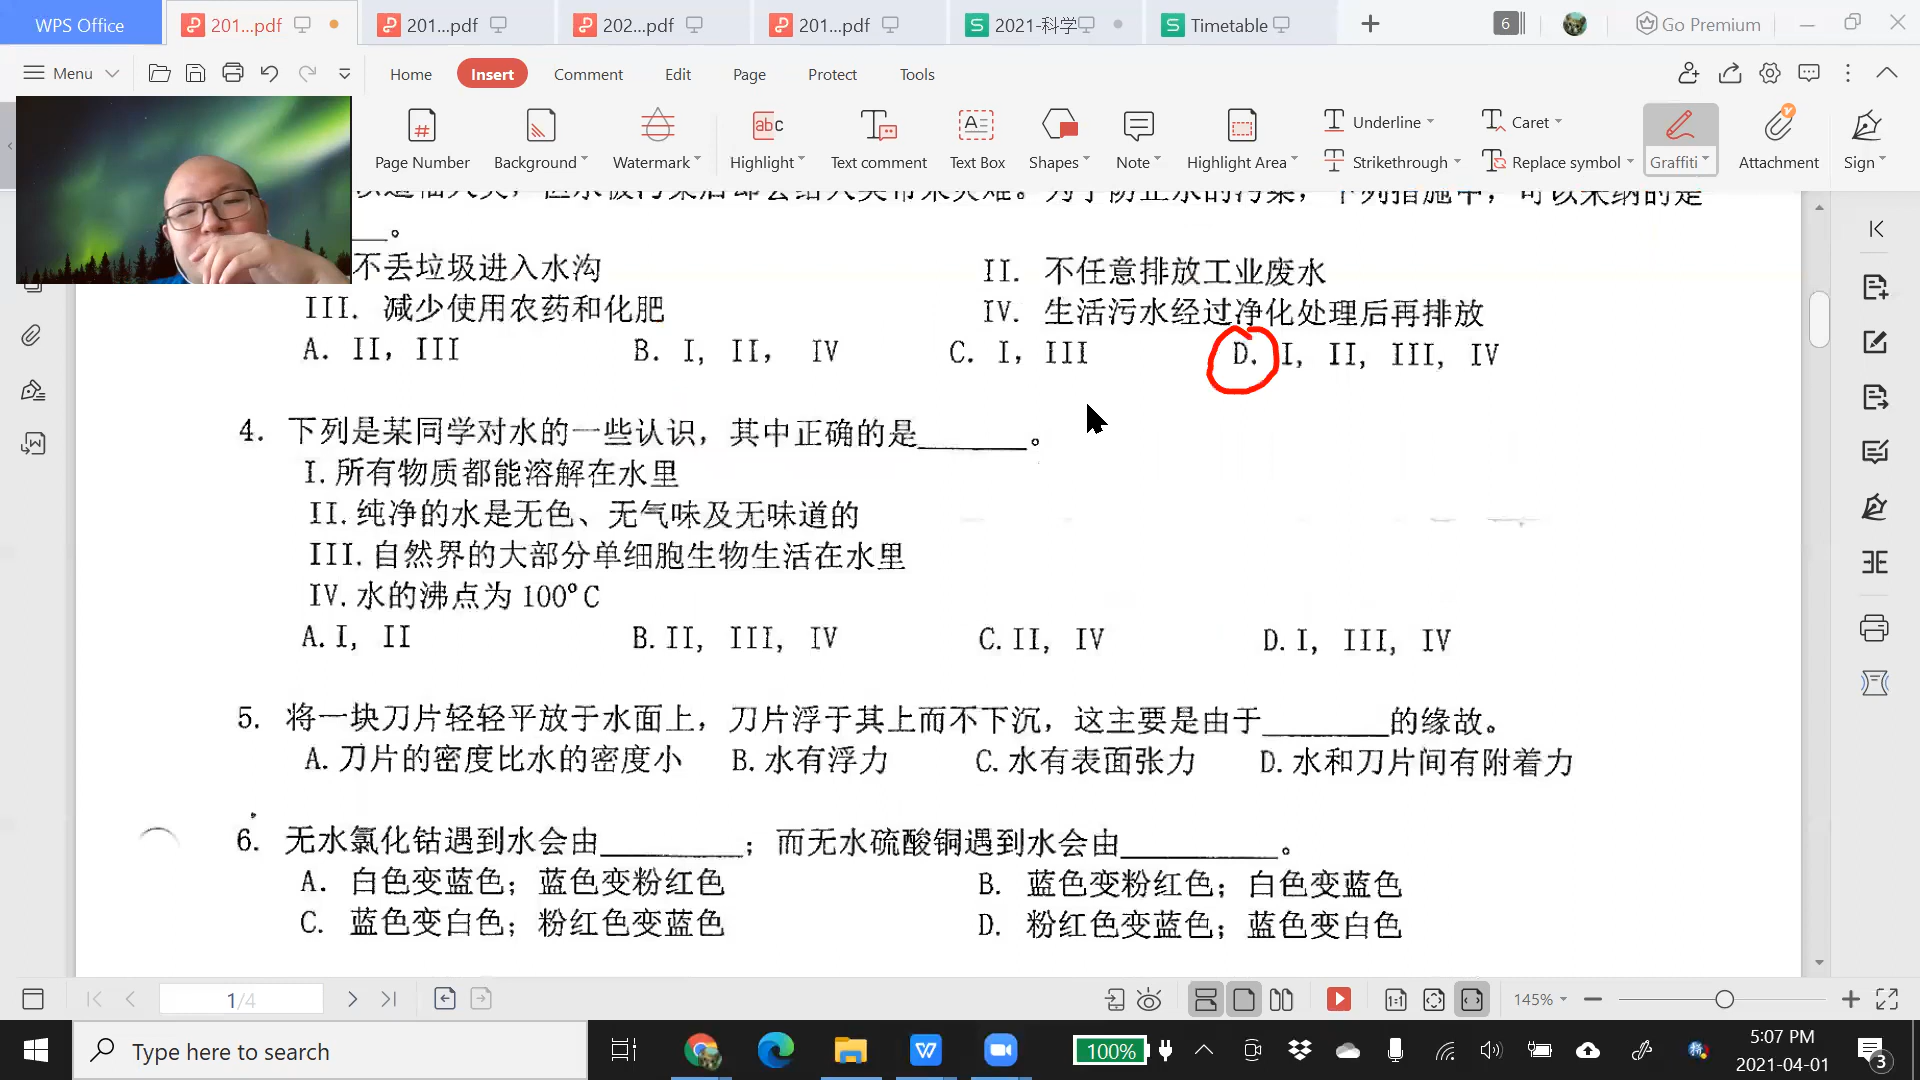 WPS Office 201...pdf 201...pdf 202...pdf 201...pdf 2021-科学 Timetable 6 Go Premium
Menu Home Insert Comment Edit Page Protect Tools
Page Number Background Watermark abc Highlight Text comment Text Box Shapes Note Highlight Area Underline Strikethrough Caret Replace symbol Graffiti Attachment Sign
下列措施中，可以采纳的是
____。
不丢垃圾进入水沟 II. 不任意排放工业废水
III. 减少使用农药和化肥 IV. 生活污水经过净化处理后再排放
A. II, III B. I, II, IV C. I, III D. I, II, III, IV
4. 下列是某同学对水的一些认识，其中正确的是_______。
I.所有物质都能溶解在水里
II.纯净的水是无色、无气味及无味道的
III.自然界的大部分单细胞生物生活在水里
IV.水的沸点为100°C
A.I, II B.II, III, IV C.II, IV D.I, III, IV
5. 将一块刀片轻轻平放于水面上，刀片浮于其上而不下沉，这主要是由于________的缘故。
A.刀片的密度比水的密度小 B.水有浮力 C.水有表面张力 D.水和刀片间有附着力
6. 无水氯化钴遇到水会由_________；而无水硫酸铜遇到水会由__________。
A. 白色变蓝色；蓝色变粉红色 B. 蓝色变粉红色；白色变蓝色
C. 蓝色变白色；粉红色变蓝色 D. 粉红色变蓝色；蓝色变白色
1/4 1:1 145%
Type here to search 100% 5:07 PM
2021-04-01 3